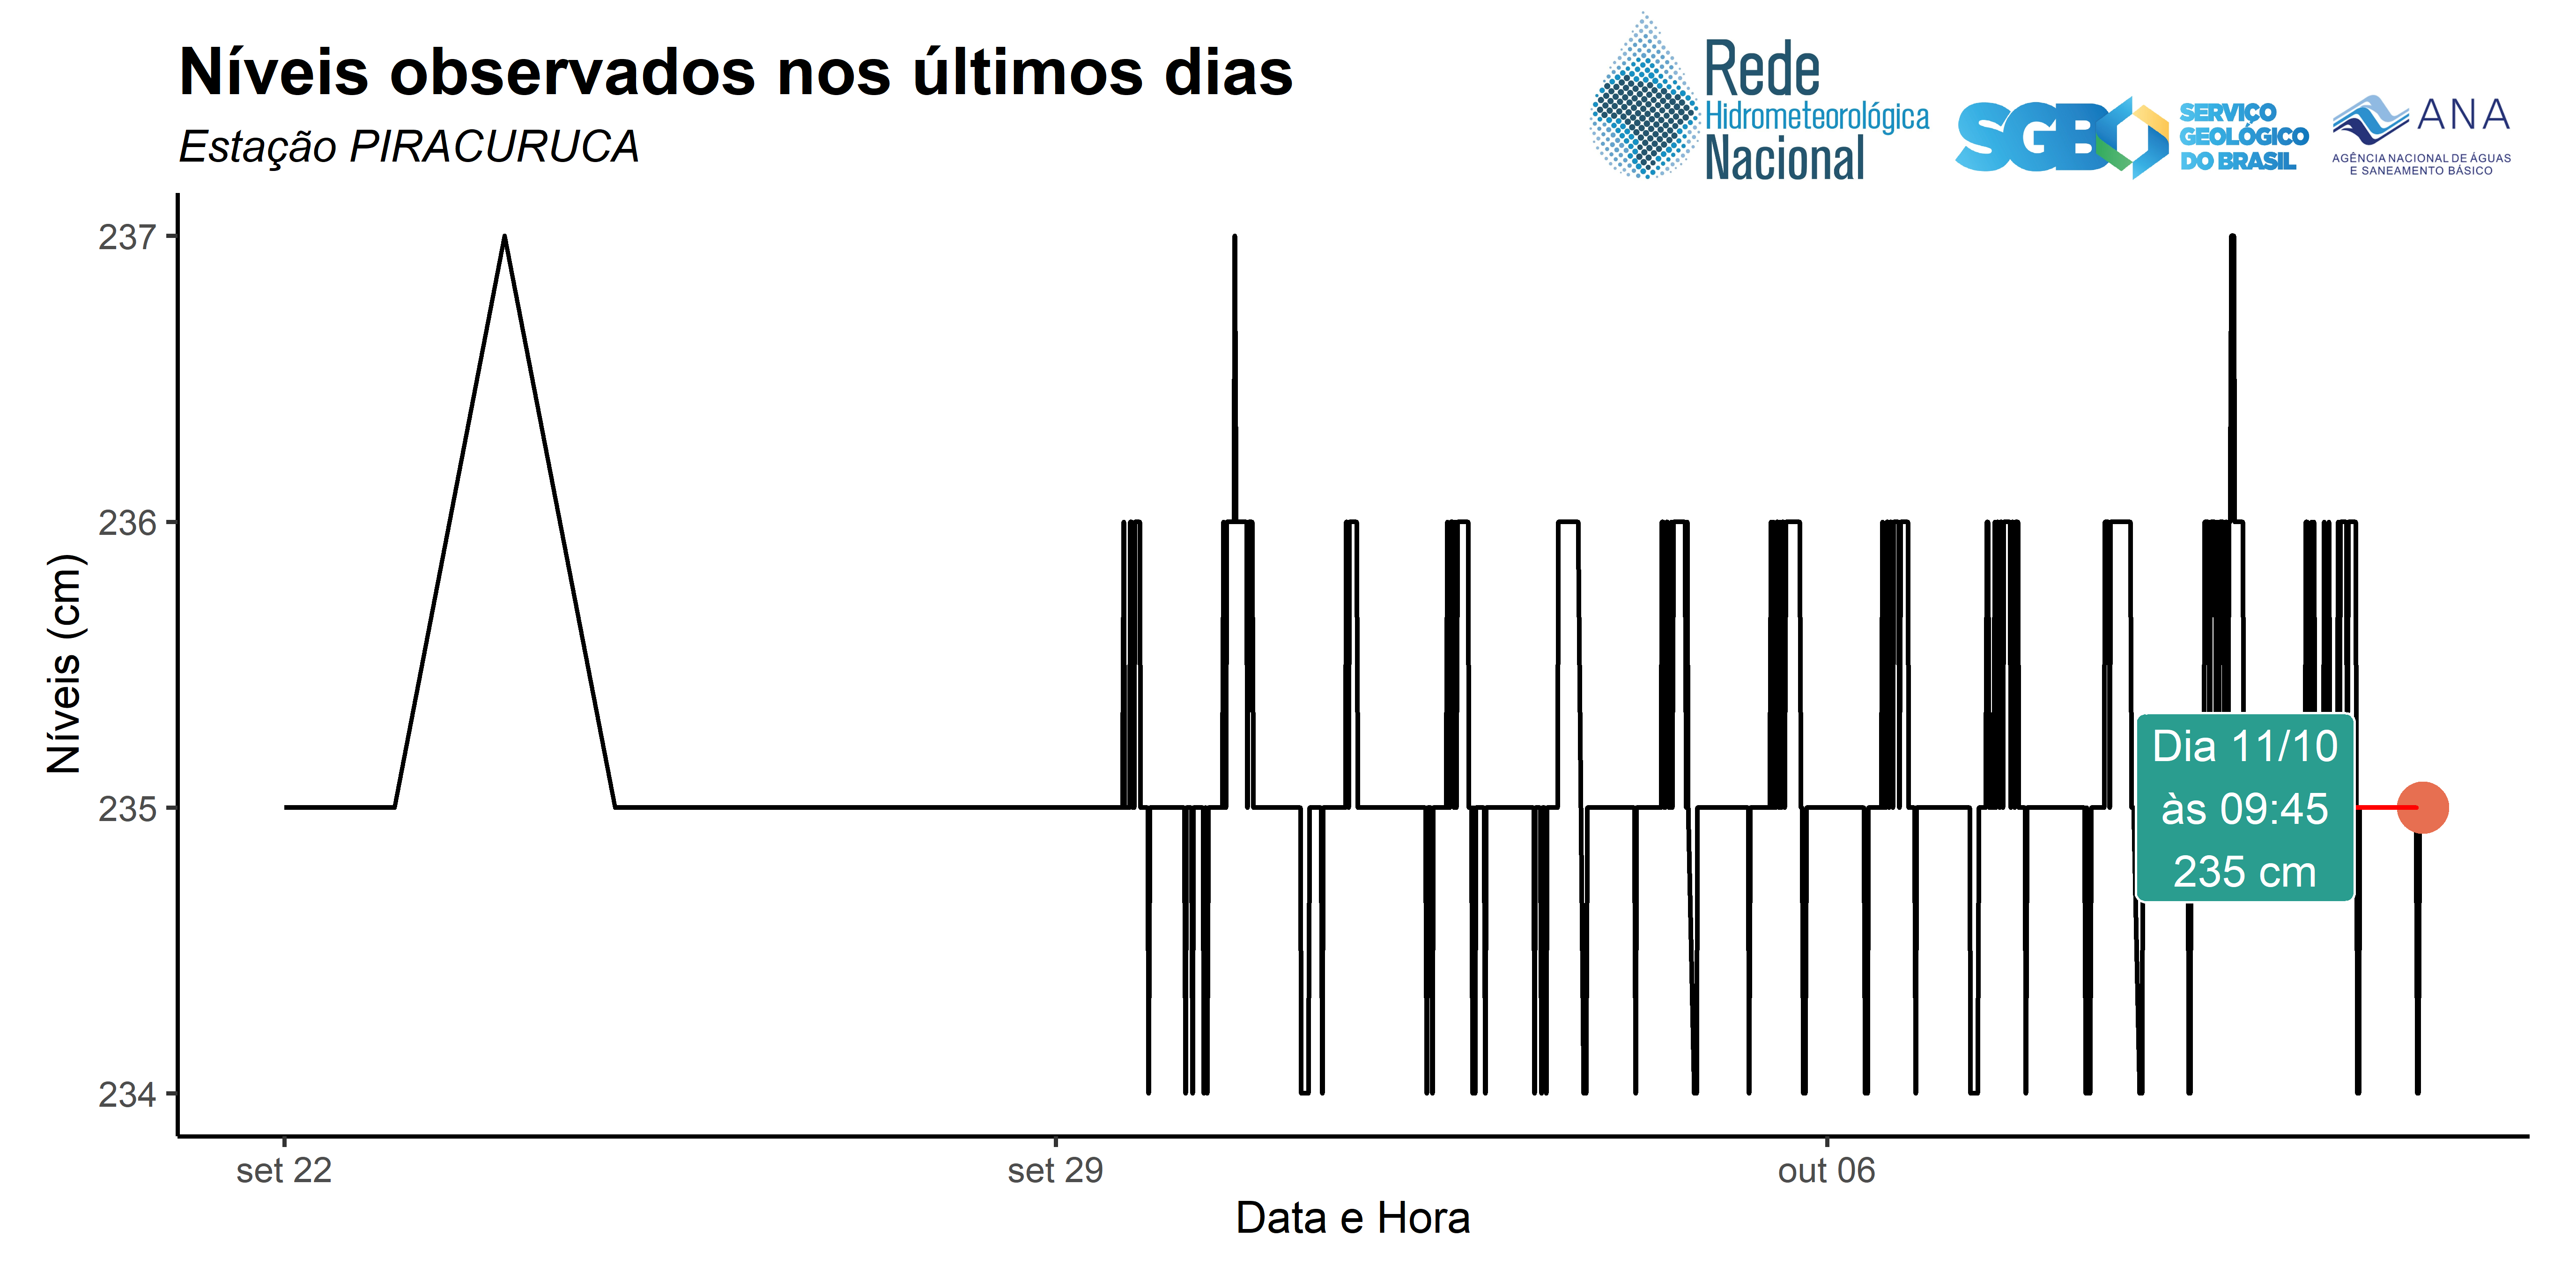 Níveis observados nos últimos dias
Estação PIRACURUCA
Rede
Hidrometeorológica
Nacional
SGB
SERVIÇO
GEOLÓGICO
DO BRASIL
ANA
AGÊNCIA NACIONAL DE ÁGUAS
E SANEAMENTO BÁSICO
Níveis (cm)
237
236
235
234
Dia 11/10
às 09:45
235 cm
set 22
set 29
out 06
Data e Hora